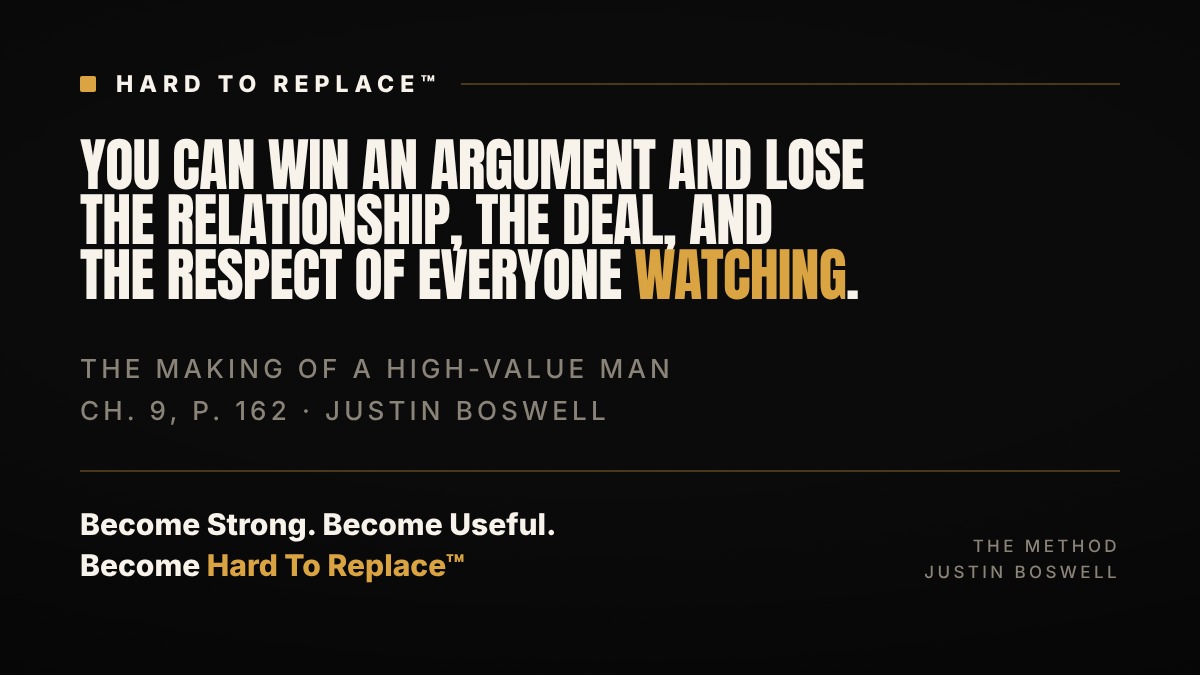 HARD TO REPLACE™
YOU CAN WIN AN ARGUMENT AND LOSE
THE RELATIONSHIP, THE DEAL, AND
THE RESPECT OF EVERYONE WATCHING.
THE MAKING OF A HIGH-VALUE MAN
CH. 9, P. 162 · JUSTIN BOSWELL
Become Strong. Become Useful.
Become Hard To Replace™
THE METHOD
JUSTIN BOSWELL